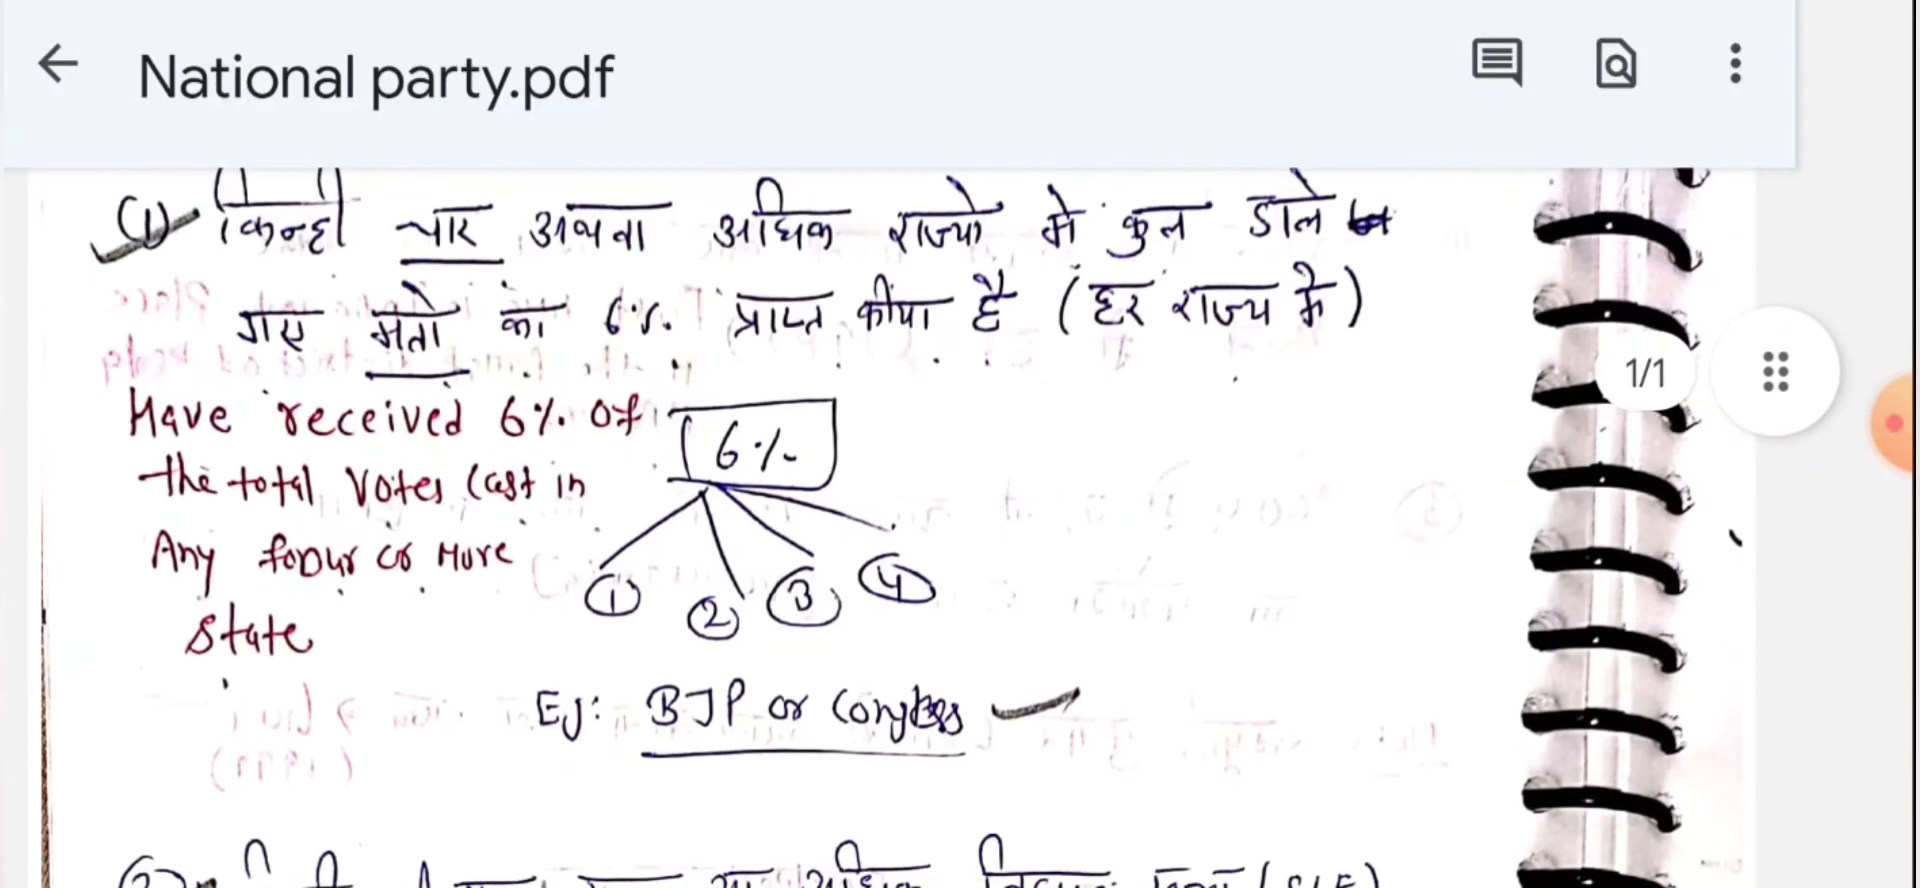 National party.pdf
(1) किन्ही चार अथवा अधिक राज्यो मे कुल डाले
गए मतो का 6%. प्राप्त कीया है (हर राज्य के)
1/1
Have received 6%. Of
the total Votes Cast in
Any fobur or More
State
6%
1
2
3
4
Eg: BJP or Congress